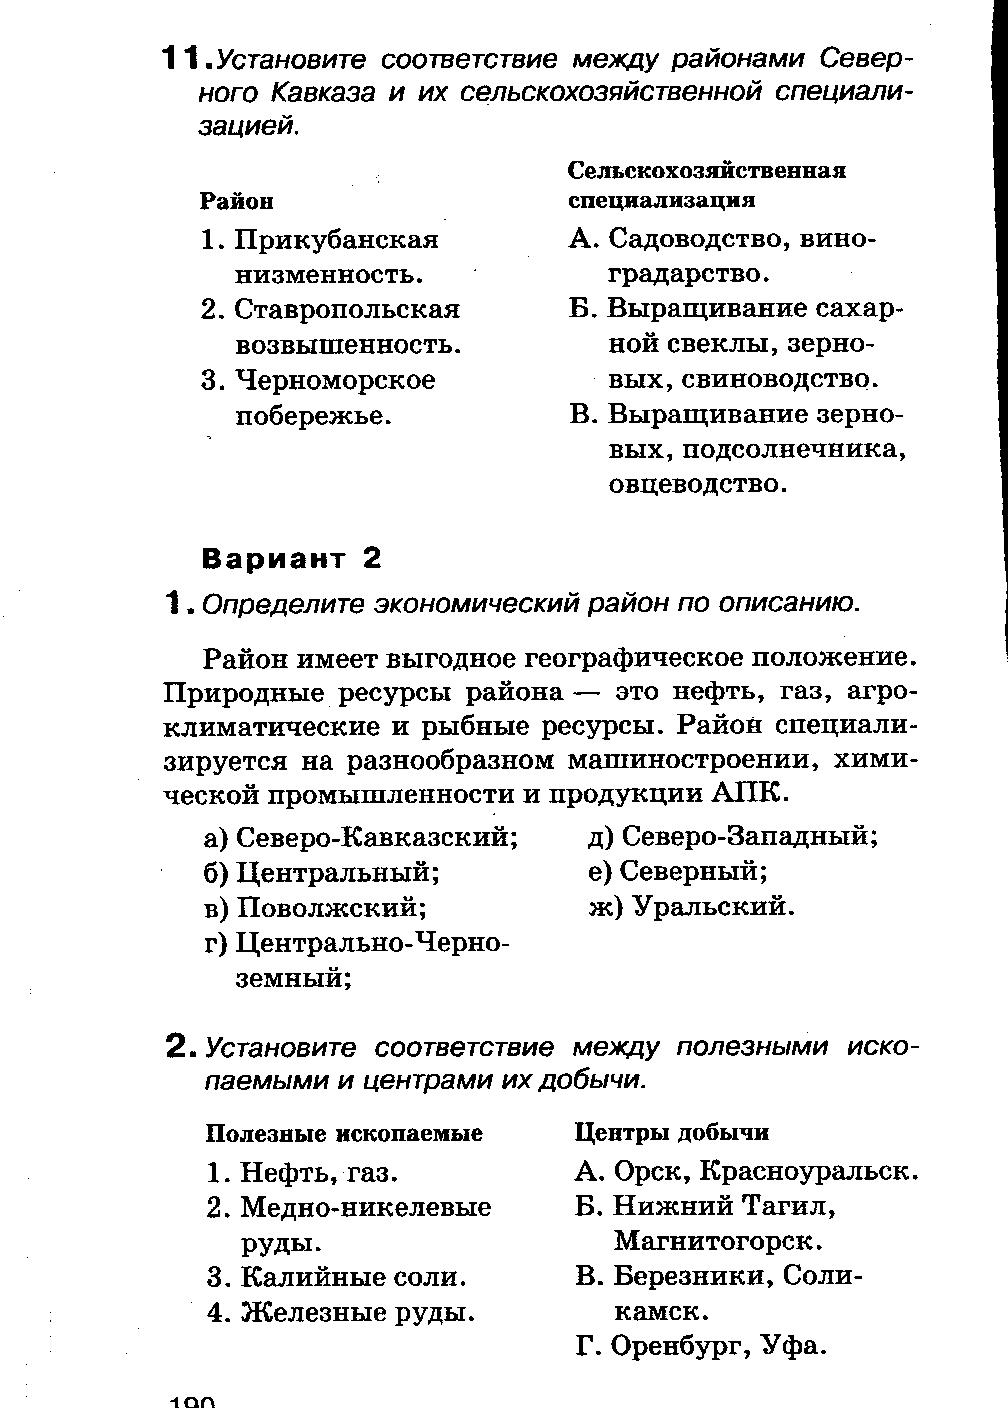 11. Установите соответствие между районами Север-
ного Кавказа и их сельскохозяйственной специали-
зацией.
Район
1. Прикубанская
низменность.
2. Ставропольская
возвышенность.
3. Черноморское
побережье.
Сельскохозяйственная
специализация
А. Садоводство, вино-
градарство.
Б. Выращивание сахар-
ной свеклы, зерно-
вых, свиноводство.
В. Выращивание зерно-
вых, подсолнечника,
овцеводство.
Вариант 2
1. Определите экономический район по описанию.
Район имеет выгодное географическое положение.
Природные ресурсы района — это нефть, газ, агро-
климатические и рыбные ресурсы. Район специали-
зируется на разнообразном машиностроении, хими-
ческой промышленности и продукции АПК.
а) Северо-Кавказский;
б) Центральный;
в) Поволжский;
г) Центрально-Черно-
земный;
д) Северо-Западный;
е) Северный;
ж) Уральский.
2. Установите соответствие между полезными иско-
паемыми и центрами их добычи.
Полезные ископаемые
1. Нефть, газ.
2. Медно-никелевые
руды.
3. Калийные соли.
4. Железные руды.
Центры добычи
А. Орск, Красноуральск.
Б. Нижний Тагил,
Магнитогорск.
В. Березники, Соли-
камск.
Г. Оренбург, Уфа.
190